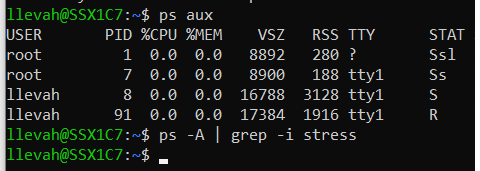 llevah@SSX1C7:~$ ps aux
USER PID %CPU %MEM VSZ RSS TTY STAT
root 1 0.0 0.0 8892 280 ? Ssl
root 7 0.0 0.0 8900 188 tty1 Ss
llevah 8 0.0 0.0 16788 3128 tty1 S
llevah 91 0.0 0.0 17384 1916 tty1 R
llevah@SSX1C7:~$ ps -A | grep -i stress
llevah@SSX1C7:~$ _